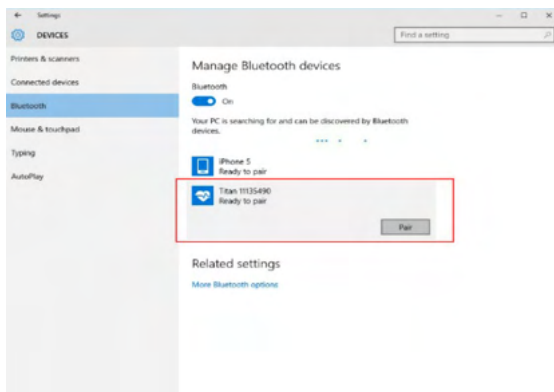 Settings
DEVICES
Find a setting
Printers & scanners
Connected devices
Bluetooth
Mouse & touchpad
Typing
AutoPlay
Manage Bluetooth devices
Bluetooth
On
Your PC is searching for and can be discovered by Bluetooth
devices.
iPhone 5
Ready to pair
Titan 11135490
Ready to pair
Pair
Related settings
More Bluetooth options